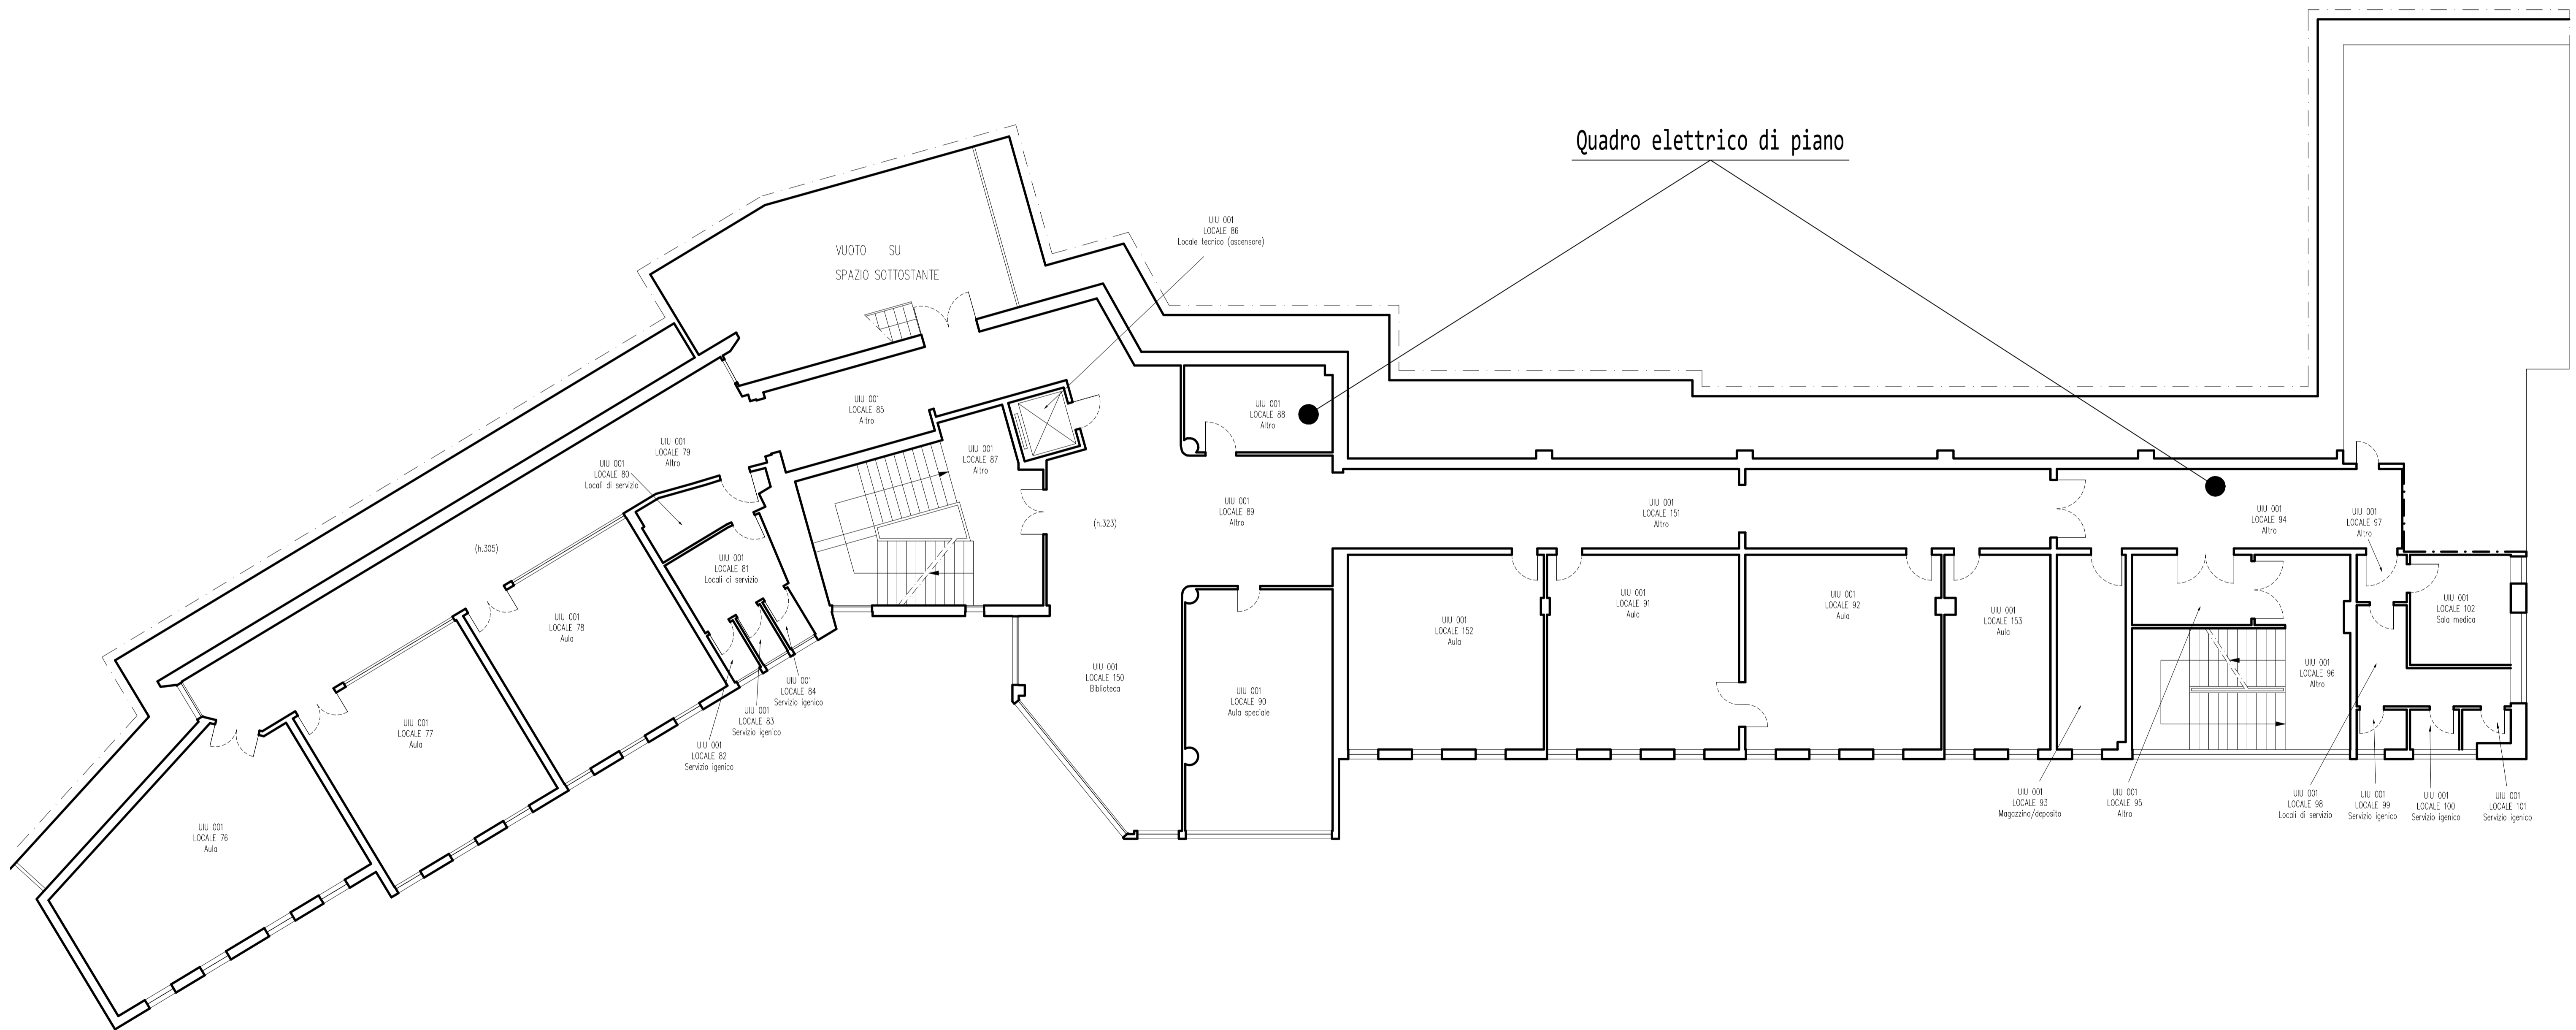 Quadro elettrico di piano
UIU 001
LOCALE 86
Locale tecnico (ascensore)
VUOTO SU
SPAZIO SOTTOSTANTE
UIU 001
LOCALE 85
Altro
UIU 001
LOCALE 88
Altro
UIU 001
LOCALE 79
Altro
UIU 001
LOCALE 87
Altro
UIU 001
LOCALE 80
Locali di servizio
UIU 001
LOCALE 89
Altro
UIU 001
LOCALE 151
Altro
UIU 001
LOCALE 94
Altro
UIU 001
LOCALE 97
Altro
(h.323)
(h.305)
UIU 001
LOCALE 81
Locali di servizio
UIU 001
LOCALE 78
Aula
UIU 001
LOCALE 152
Aula
UIU 001
LOCALE 91
Aula
UIU 001
LOCALE 92
Aula
UIU 001
LOCALE 153
Aula
UIU 001
LOCALE 102
Sala medica
UIU 001
LOCALE 96
Altro
UIU 001
LOCALE 150
Biblioteca
UIU 001
LOCALE 90
Aula speciale
UIU 001
LOCALE 84
Servizio igenico
UIU 001
LOCALE 83
Servizio igenico
UIU 001
LOCALE 82
Servizio igenico
UIU 001
LOCALE 77
Aula
UIU 001
LOCALE 76
Aula
UIU 001
LOCALE 93
Magazzino/deposito
UIU 001
LOCALE 95
Altro
UIU 001
LOCALE 98
Locali di servizio
UIU 001
LOCALE 99
Servizio igenico
UIU 001
LOCALE 100
Servizio igenico
UIU 001
LOCALE 101
Servizio igenico